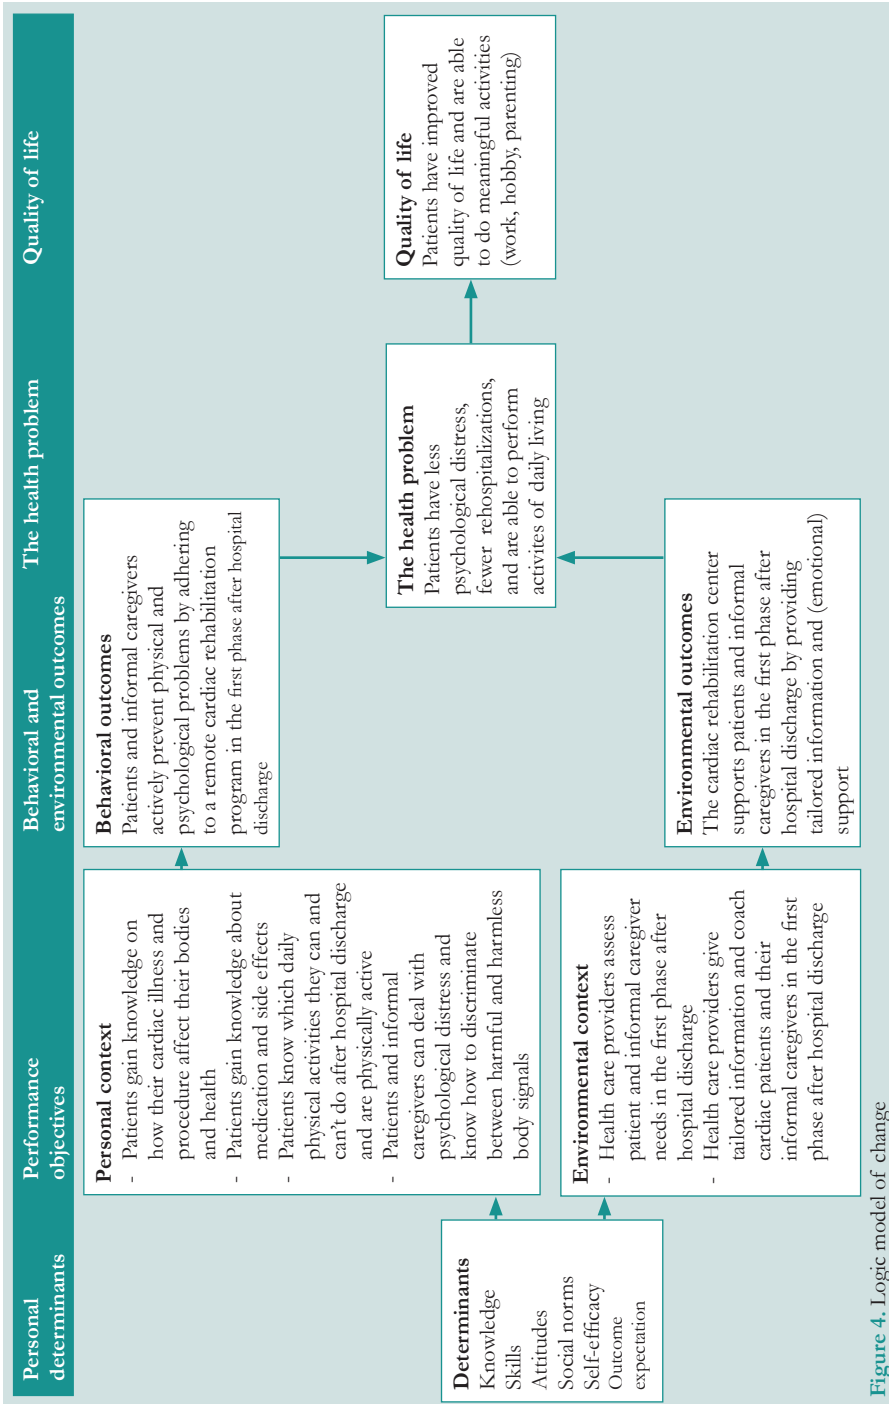 Personal
determinants
Performance
objectives
Behavioral and
environmental outcomes
The health problem
Quality of life
Determinants
Knowledge
Skills
Attitudes
Social norms
Self-efficacy
Outcome
expectation
Personal context
- Patients gain knowledge on
how their cardiac illness and
procedure affect their bodies
and health
- Patients gain knowledge about
medication and side effects
- Patients know which daily
physical activities they can and
can't do after hospital discharge
and are physically active
- Patients and informal
caregivers can deal with
psychological distress and
know how to discriminate
between harmful and harmless
body signals
Environmental context
- Health care providers assess
patient and informal caregiver
needs in the first phase after
hospital discharge
- Health care providers give
tailored information and coach
cardiac patients and their
informal caregivers in the first
phase after hospital discharge
Behavioral outcomes
Patients and informal caregivers
actively prevent physical and
psychological problems by adhering
to a remote cardiac rehabilitation
program in the first phase after hospital
discharge
Environmental outcomes
The cardiac rehabilitation center
supports patients and informal
caregivers in the first phase after
hospital discharge by providing
tailored information and (emotional)
support
The health problem
Patients have less
psychological distress,
fewer rehospitalizations,
and are able to perform
activites of daily living
Quality of life
Patients have improved
quality of life and are able
to do meaningful activities
(work, hobby, parenting)
Figure 4. Logic model of change